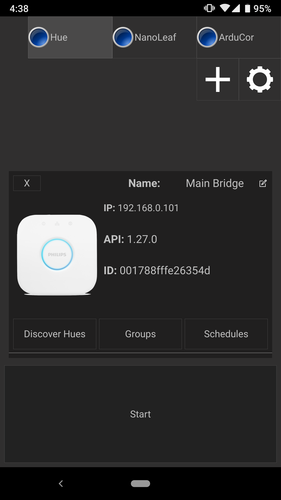 4:38
95%
Hue
NanoLeaf
ArduCor
X
Name:
Main Bridge
IP: 192.168.0.101
API: 1.27.0
PHILIPS
ID: 001788fffe26354d
Discover Hues
Groups
Schedules
Start